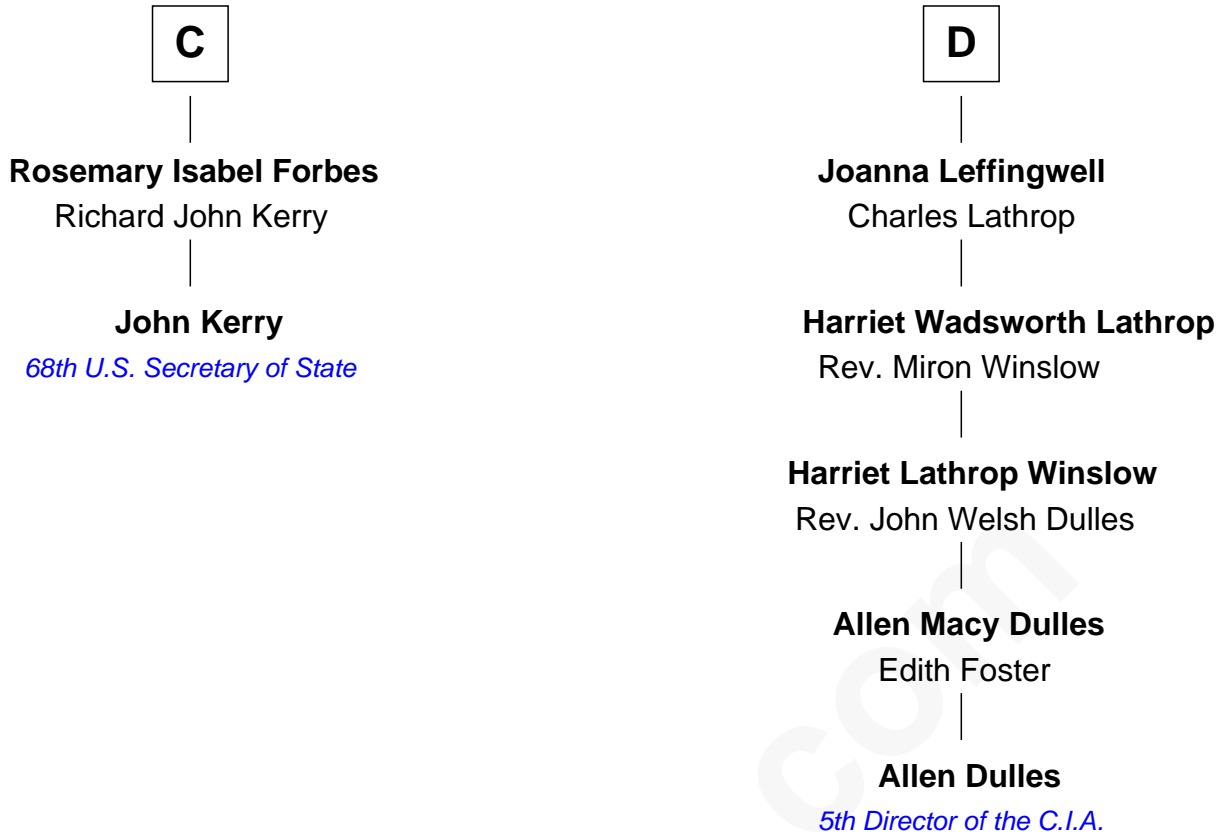 C
Rosemary Isabel Forbes
Richard John Kerry
John Kerry
68th U.S. Secretary of State
D
Joanna Leffingwell
Charles Lathrop
Harriet Wadsworth Lathrop
Rev. Miron Winslow
Harriet Lathrop Winslow
Rev. John Welsh Dulles
Allen Macy Dulles
Edith Foster
Allen Dulles
5th Director of the C.I.A.
com